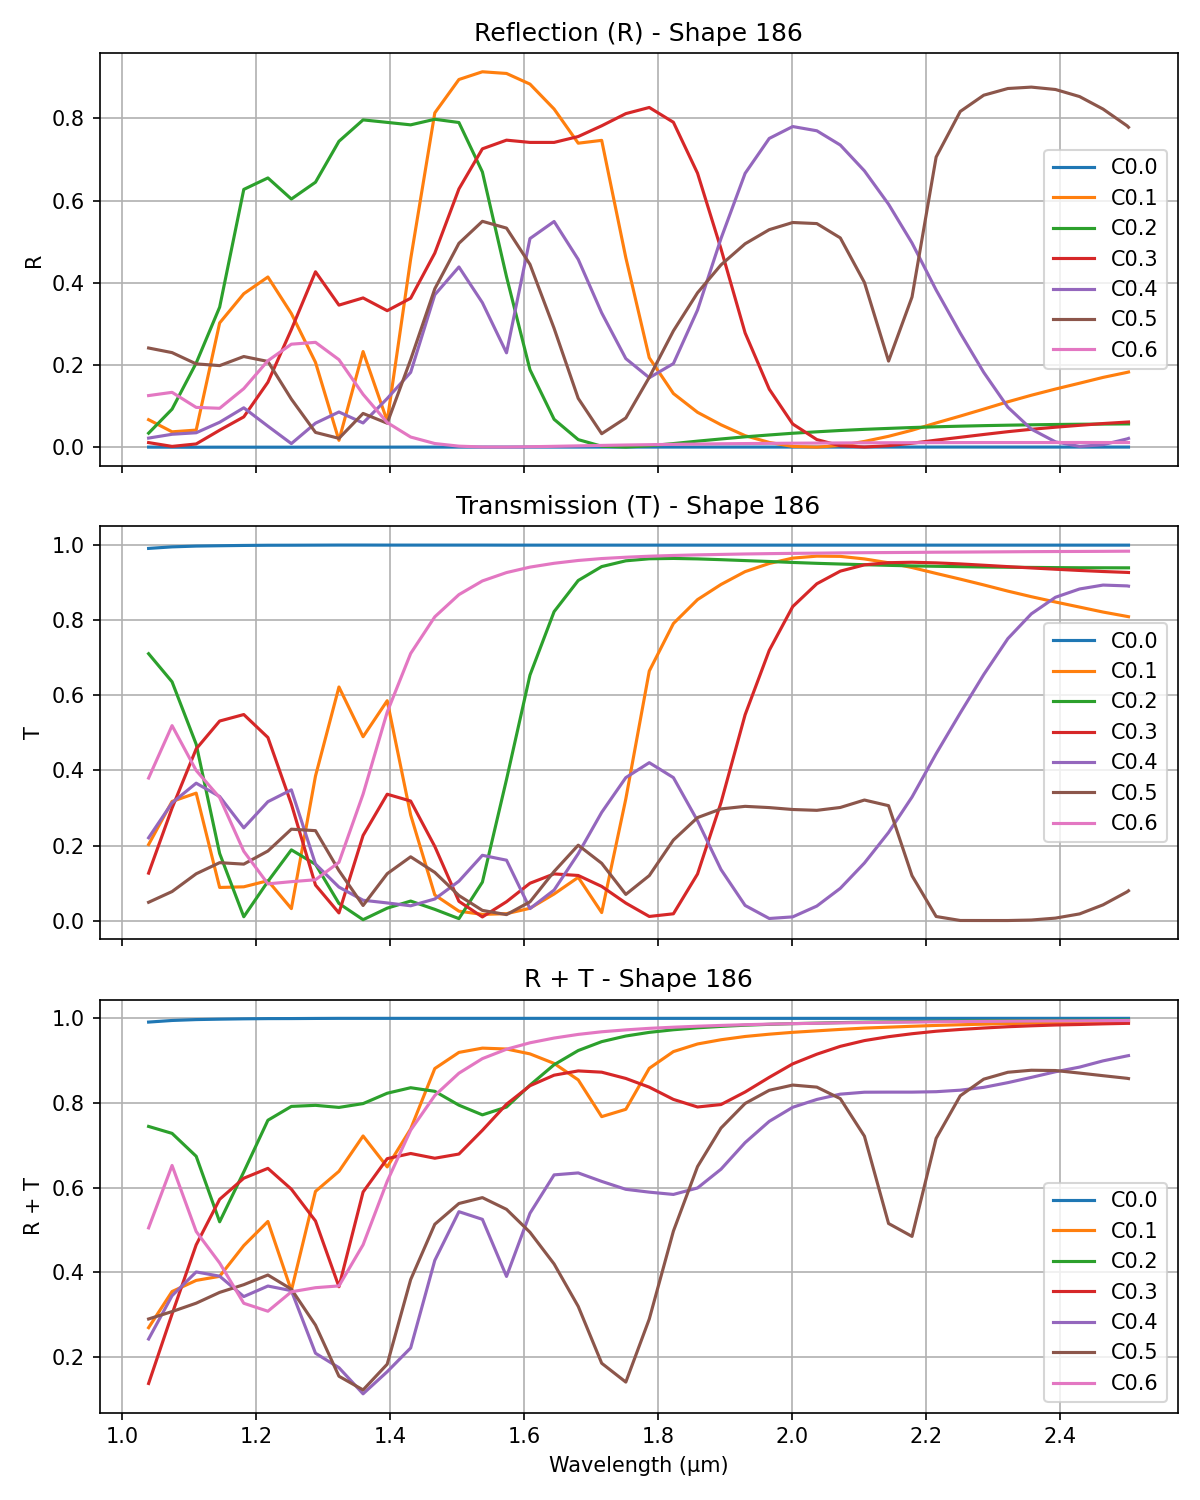 Reflection (R) - Shape 186
R
0.8
0.6
0.4
0.2
0.0
C0.0
C0.1
C0.2
C0.3
C0.4
C0.5
C0.6
Transmission (T) - Shape 186
T
1.0
0.8
0.6
0.4
0.2
0.0
C0.0
C0.1
C0.2
C0.3
C0.4
C0.5
C0.6
R + T - Shape 186
R + T
1.0
0.8
0.6
0.4
0.2
C0.0
C0.1
C0.2
C0.3
C0.4
C0.5
C0.6
1.0 1.2 1.4 1.6 1.8 2.0 2.2 2.4
Wavelength (μm)